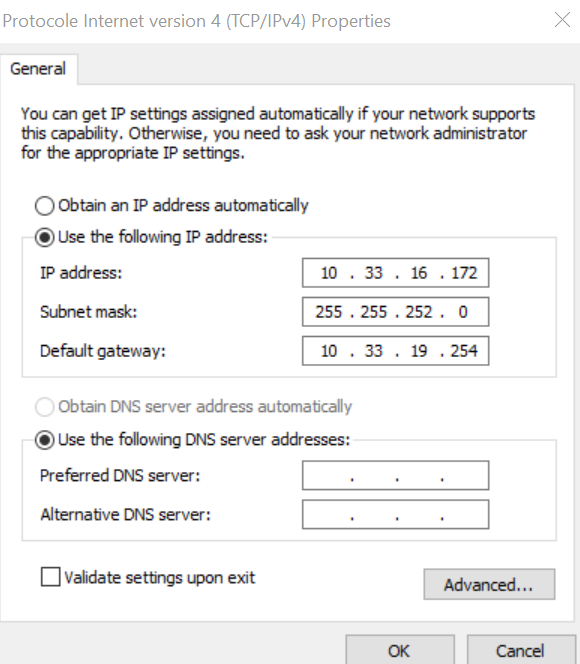 Protocole Internet version 4 (TCP/IPv4) Properties
General
You can get IP settings assigned automatically if your network supports
this capability. Otherwise, you need to ask your network administrator
for the appropriate IP settings.
Obtain an IP address automatically
Use the following IP address:
IP address: 10 . 33 . 16 . 172
Subnet mask: 255 . 255 . 252 . 0
Default gateway: 10 . 33 . 19 . 254
Obtain DNS server address automatically
Use the following DNS server addresses:
Preferred DNS server: . . .
Alternative DNS server: . . .
Validate settings upon exit
Advanced...
OK Cancel